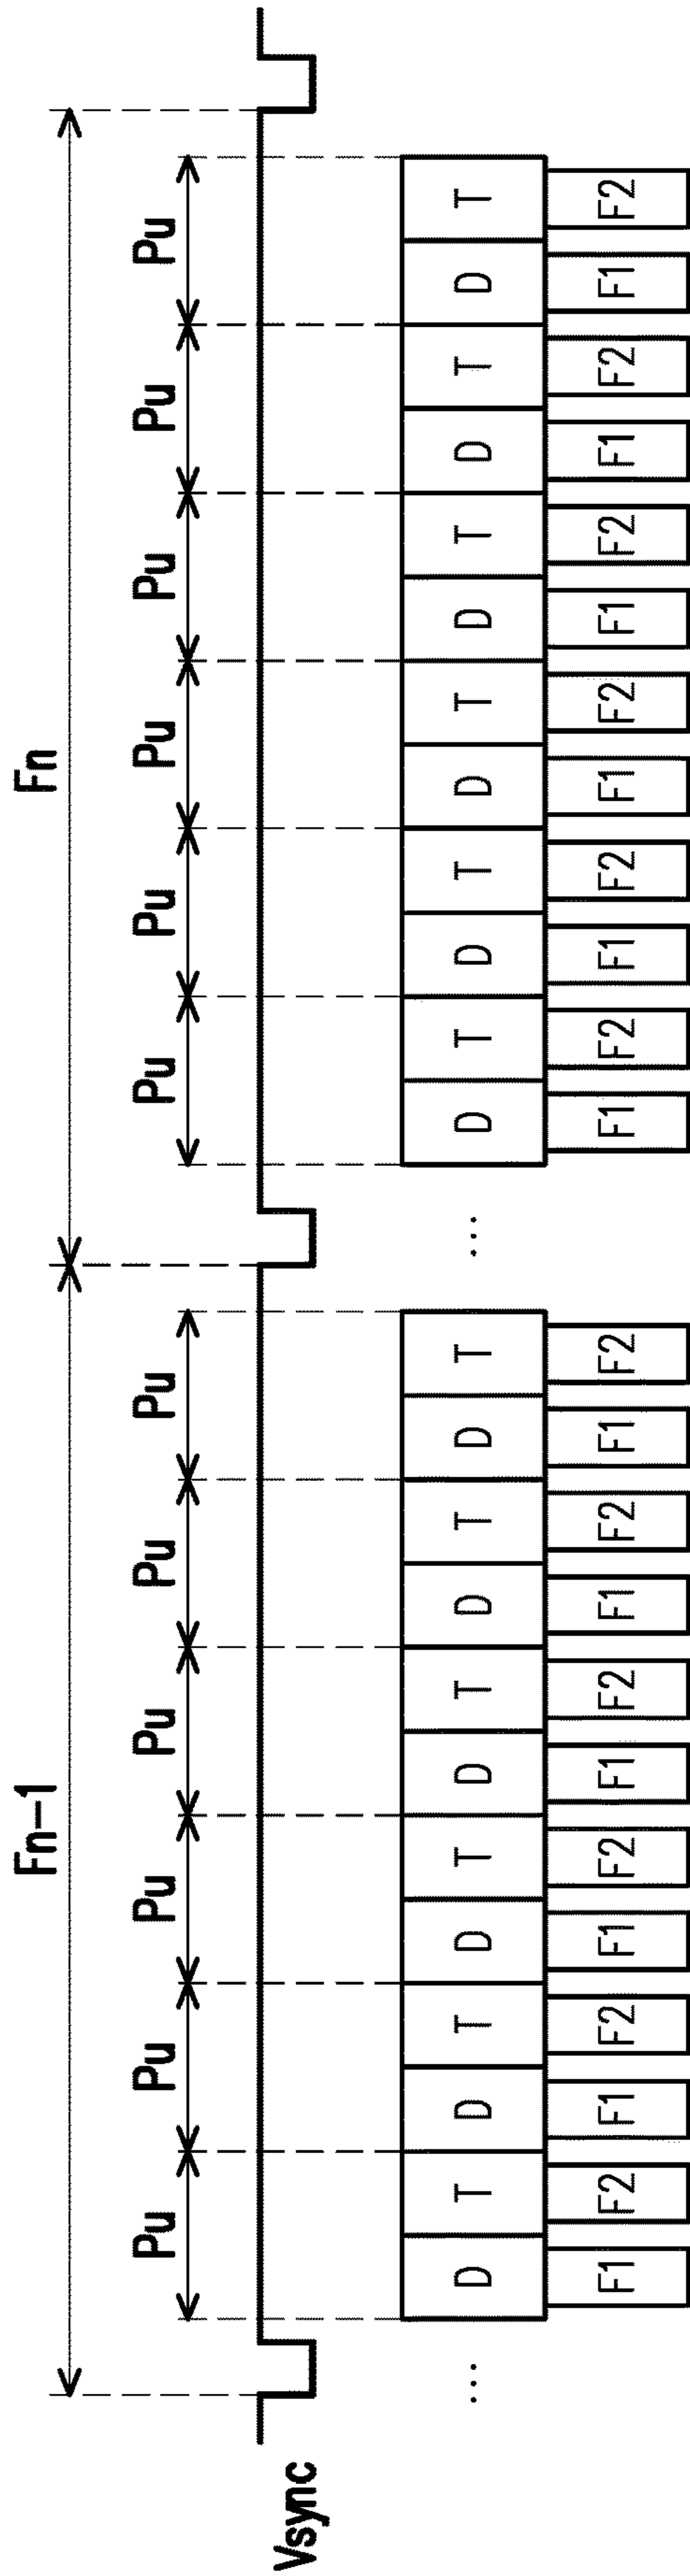 Fn-1 Fn
Pu Pu Pu Pu Pu Pu Pu Pu Pu Pu Pu Pu
Vsync
... D T D T D T D T D T D T ... D T D T D T D T D T D T
F1 F2 F1 F2 F1 F2 F1 F2 F1 F2 F1 F2 F1 F2 F1 F2 F1 F2 F1 F2 F1 F2 F1 F2